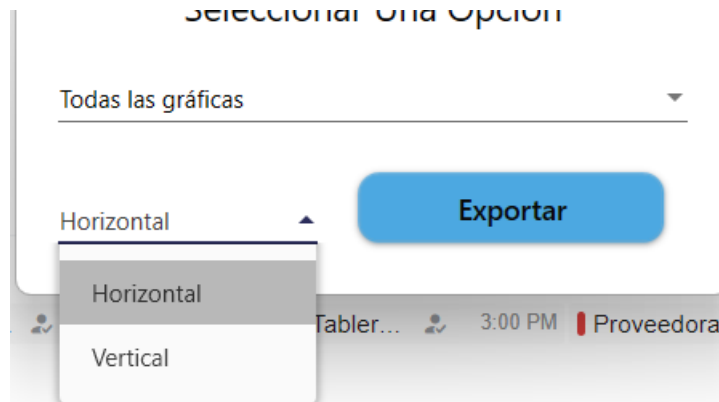 Seleccionar Una Opción
Todas las gráficas
Horizontal
Exportar
Horizontal
Tabler... 3:00 PM Proveedora
Vertical